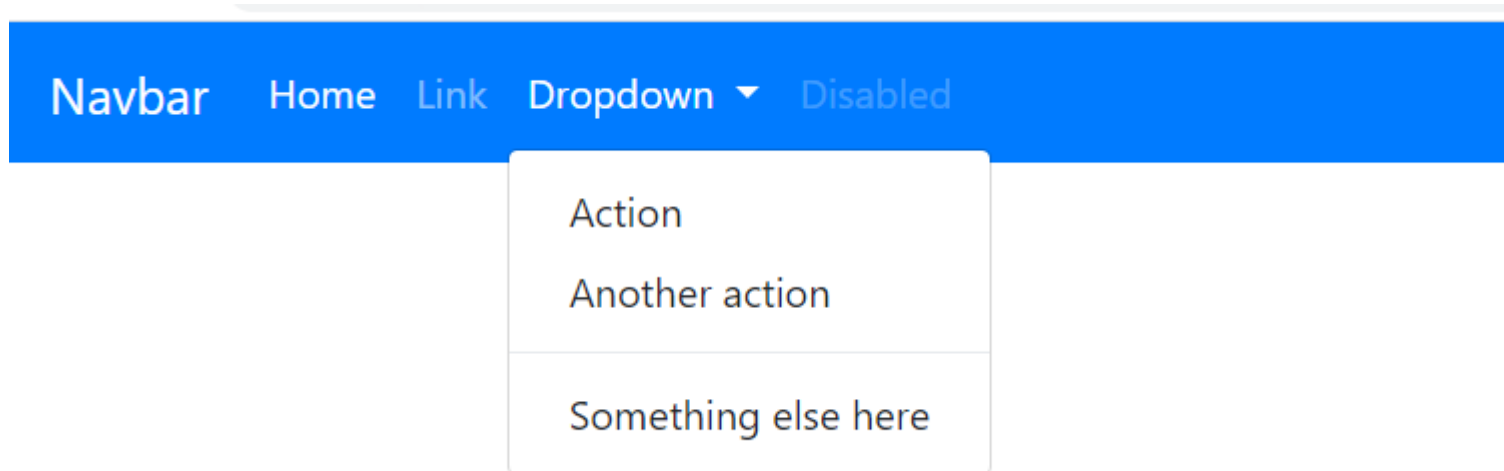 Navbar Home Link Dropdown Disabled
Action
Another action
Something else here